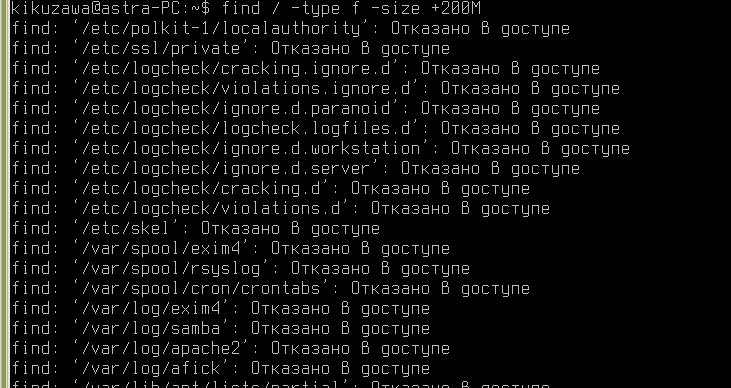 kikuzawa@astra-PC:~$ find / -type f -size +200M
find: ‘/etc/polkit-1/localauthority’: Отказано в доступе
find: ‘/etc/ssl/private’: Отказано в доступе
find: ‘/etc/logcheck/cracking.ignore.d’: Отказано в доступе
find: ‘/etc/logcheck/violations.ignore.d’: Отказано в доступе
find: ‘/etc/logcheck/ignore.d.paranoid’: Отказано в доступе
find: ‘/etc/logcheck/logcheck.logfiles.d’: Отказано в доступе
find: ‘/etc/logcheck/ignore.d.workstation’: Отказано в доступе
find: ‘/etc/logcheck/ignore.d.server’: Отказано в доступе
find: ‘/etc/logcheck/cracking.d’: Отказано в доступе
find: ‘/etc/logcheck/violations.d’: Отказано в доступе
find: ‘/etc/skel’: Отказано в доступе
find: ‘/var/spool/exim4’: Отказано в доступе
find: ‘/var/spool/rsyslog’: Отказано в доступе
find: ‘/var/spool/cron/crontabs’: Отказано в доступе
find: ‘/var/log/exim4’: Отказано в доступе
find: ‘/var/log/samba’: Отказано в доступе
find: ‘/var/log/apache2’: Отказано в доступе
find: ‘/var/log/afick’: Отказано в доступе
find: ‘/var/lib/apt/lists/partial’: Отказано в доступе